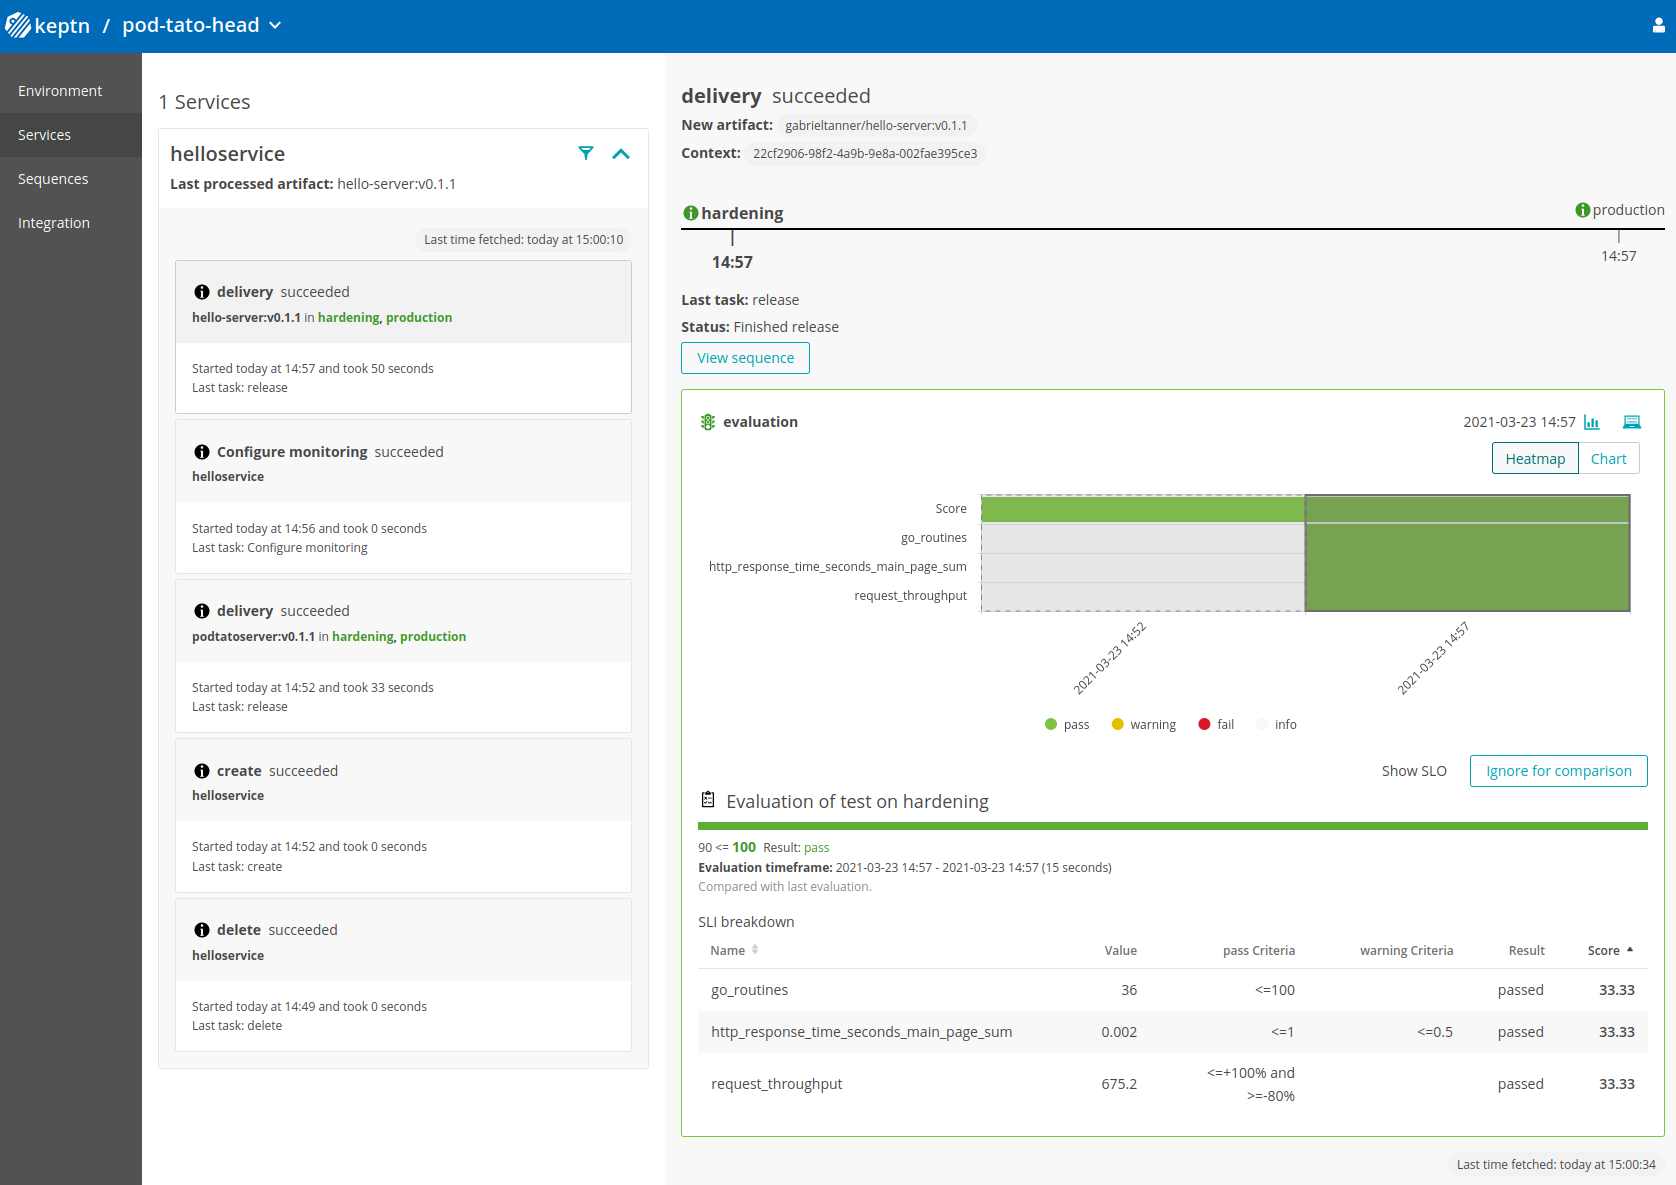 keptn / pod-tato-head
Environment
Services
Sequences
Integration
1 Services
helloservice
Last processed artifact: hello-server:v0.1.1
Last time fetched: today at 15:00:10
delivery succeeded
hello-server:v0.1.1 in hardening, production
Started today at 14:57 and took 50 seconds
Last task: release
Configure monitoring succeeded
helloservice
Started today at 14:56 and took 0 seconds
Last task: Configure monitoring
delivery succeeded
podtatoserver:v0.1.1 in hardening, production
Started today at 14:52 and took 33 seconds
Last task: release
create succeeded
helloservice
Started today at 14:52 and took 0 seconds
Last task: create
delete succeeded
helloservice
Started today at 14:49 and took 0 seconds
Last task: delete
delivery succeeded
New artifact: gabrieltanner/hello-server:v0.1.1
Context: 22cf2906-98f2-4a9b-9e8a-002fae395ce3
hardening production
14:57 14:57
Last task: release
Status: Finished release
View sequence
evaluation 2021-03-23 14:57
Heatmap Chart
Score
go_routines
http_response_time_seconds_main_page_sum
request_throughput
2021-03-23 14:52 2021-03-23 14:57
pass warning fail info
Show SLO Ignore for comparison
Evaluation of test on hardening
90 <= 100 Result: pass
Evaluation timeframe: 2021-03-23 14:57 - 2021-03-23 14:57 (15 seconds)
Compared with last evaluation.
SLI breakdown
Name Value pass Criteria warning Criteria Result Score
go_routines 36 <=100 passed 33.33
http_response_time_seconds_main_page_sum 0.002 <=1 <=0.5 passed 33.33
request_throughput 675.2 <=+100% and >=-80% passed 33.33
Last time fetched: today at 15:00:34